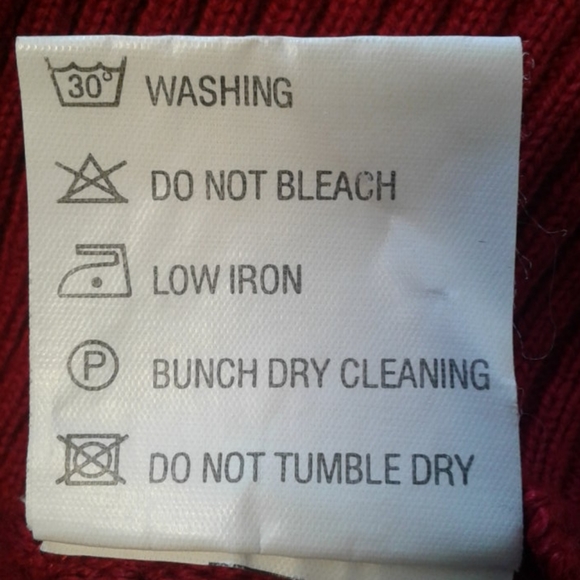 30° WASHING
DO NOT BLEACH
LOW IRON
P BUNCH DRY CLEANING
DO NOT TUMBLE DRY